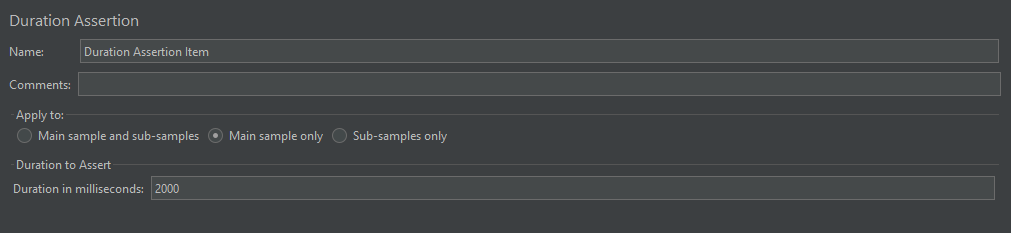 Duration Assertion
Name: Duration Assertion Item
Comments:
Apply to:
Main sample and sub-samples Main sample only Sub-samples only
Duration to Assert
Duration in milliseconds: 2000